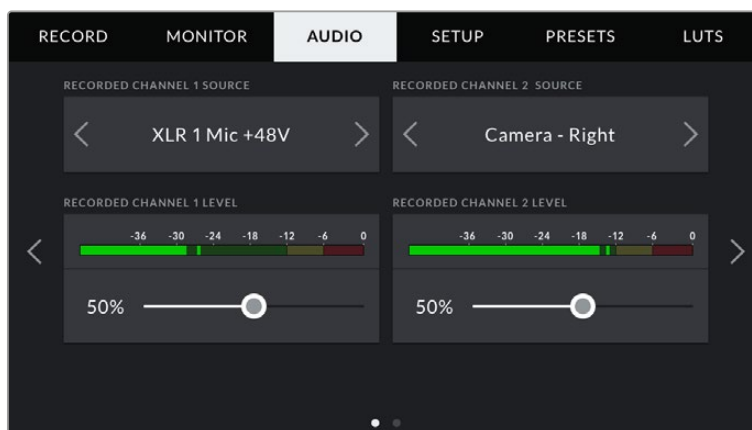 RECORD MONITOR AUDIO SETUP PRESETS LUTS
RECORDED CHANNEL 1 SOURCE RECORDED CHANNEL 2 SOURCE
XLR 1 Mic +48V Camera - Right
RECORDED CHANNEL 1 LEVEL RECORDED CHANNEL 2 LEVEL
-36 -30 -24 -18 -12 -6 0 -36 -30 -24 -18 -12 -6 0
50% 50%